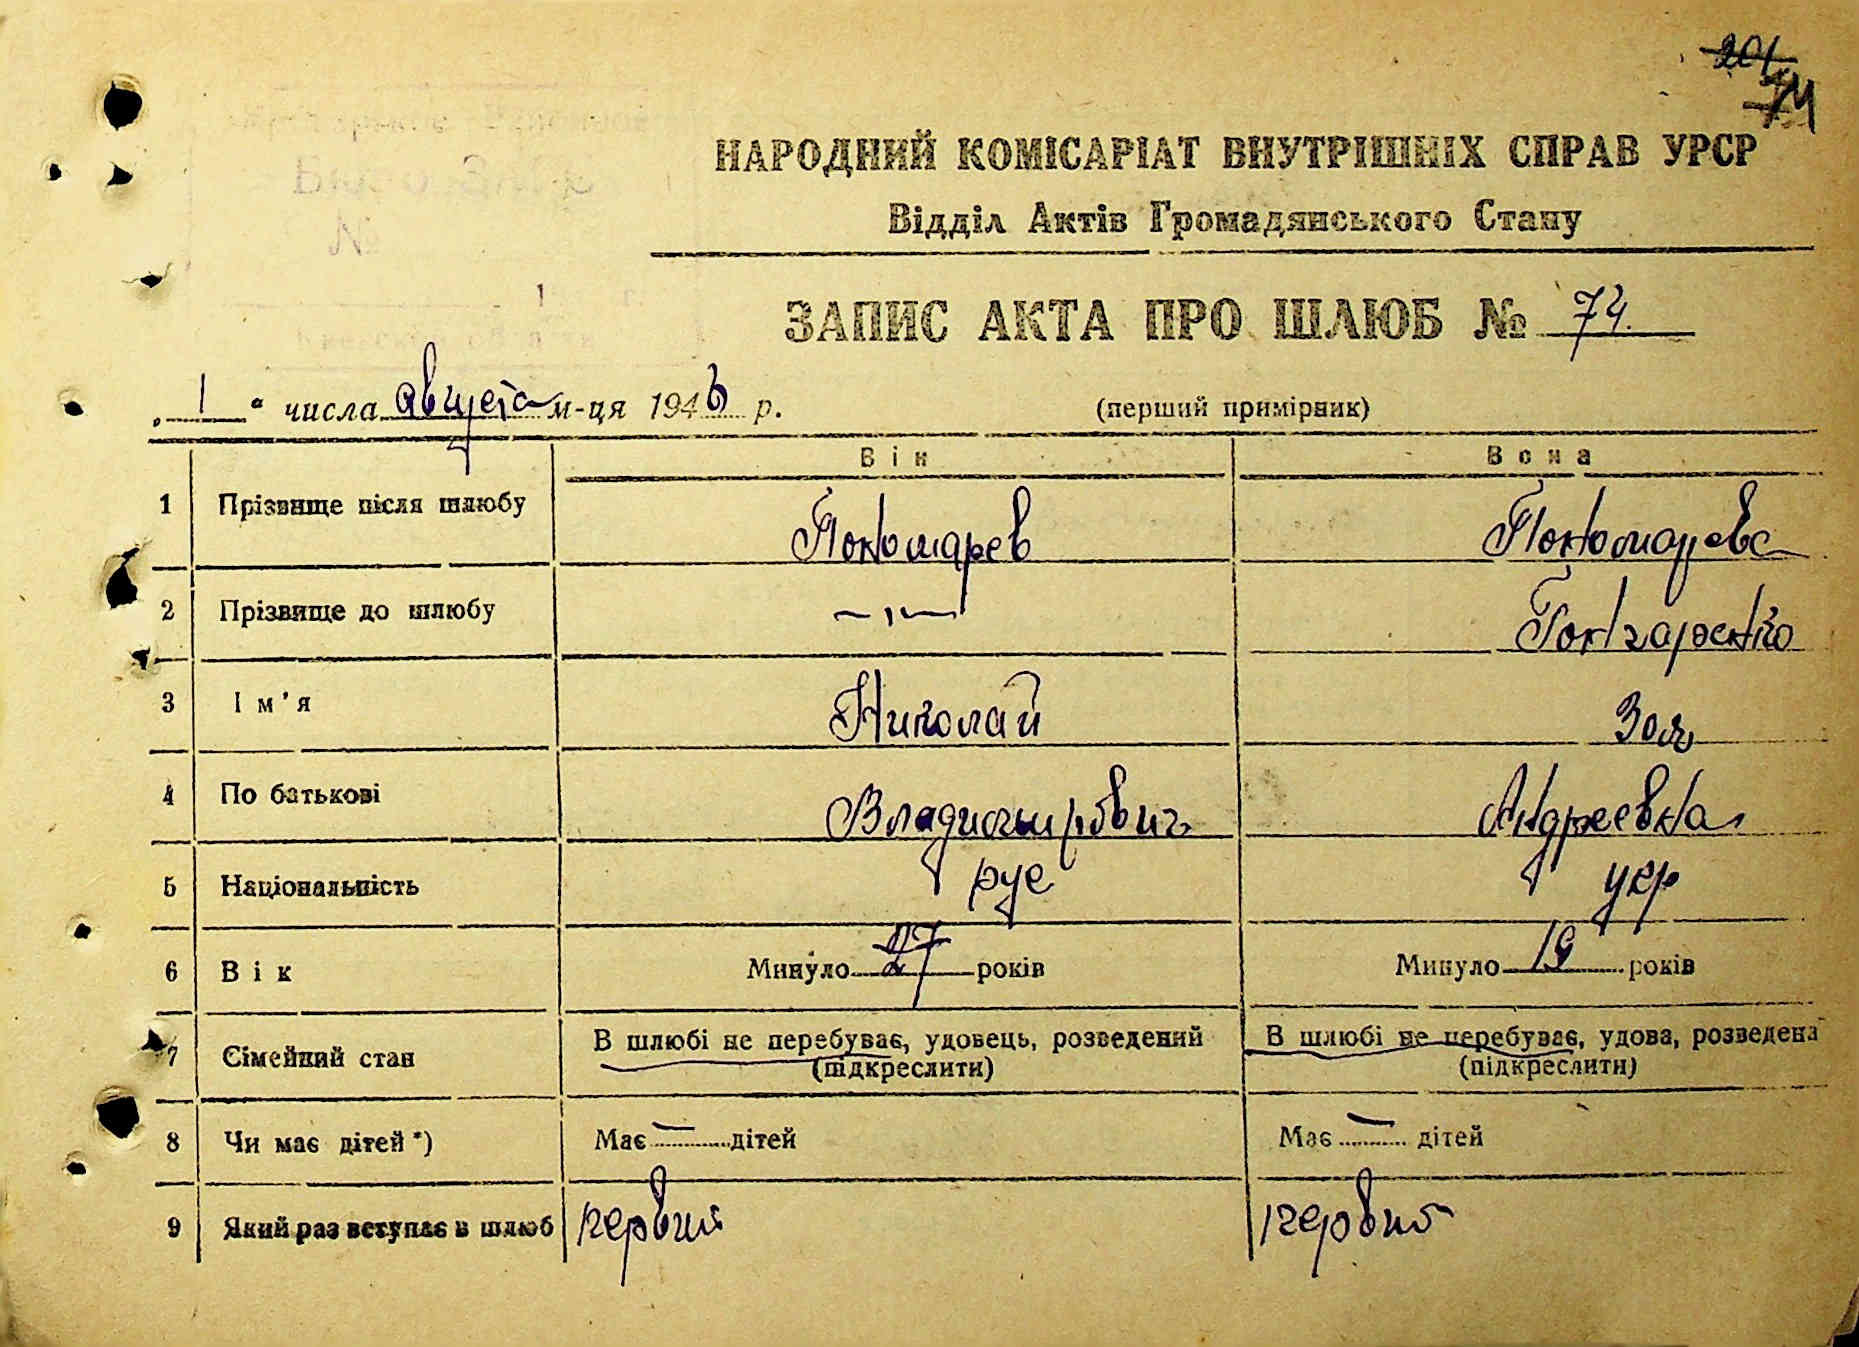 204
74
НАРОДНИЙ КОМІСАРІАТ ВНУТРІШНІХ СПРАВ УРСР
Відділ Актів Громадянського Стану
ЗАПИС АКТА ПРО ШЛЮБ № 74
„ 1 “ числа августа м-ця 1946 р. (перший примірник)
Він Вона
1 Прізвище після шлюбу Пономарев Пономарева
2 Прізвище до шлюбу —„— Гончаренко
3 Ім'я Николай Зоя
4 По батькові Владимирович Андреевна
5 Національність рус укр
6 Вік Минуло 27 років Минуло 19 років
7 Сімейний стан В шлюбі не перебуває, удовець, розведений (підкреслити) В шлюбі не перебуває, удова, розведена (підкреслити)
8 Чи має дітей*) Має — дітей Має — дітей
9 Який раз вступає в шлюб первый первый